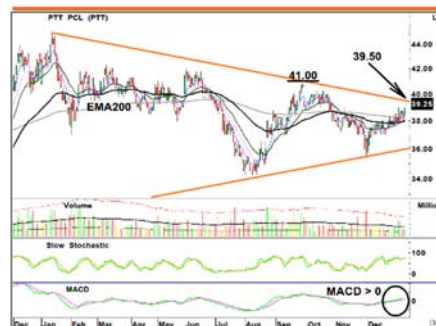 PTT PCL (PTT)
44.00
39.50
42.00
41.00
40.00
39.25
EMA200
38.00
36.00
34.00
Volume
Slow Stochastic
100
0
MACD
MACD > 0
0
Dec Jan Feb Mar Apr May Jun Jul Aug Sep Oct Nov Dec